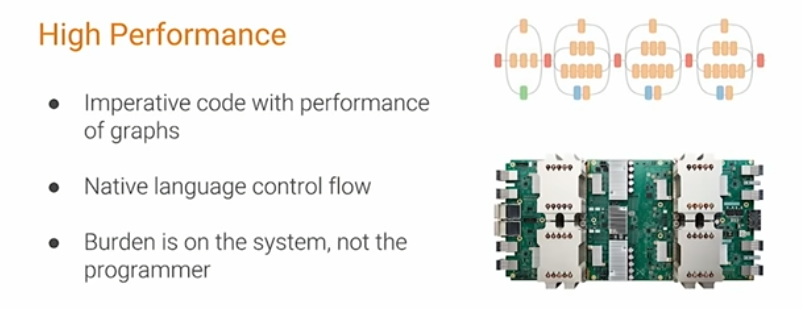 High Performance
● Imperative code with performance
of graphs
● Native language control flow
● Burden is on the system, not the
programmer